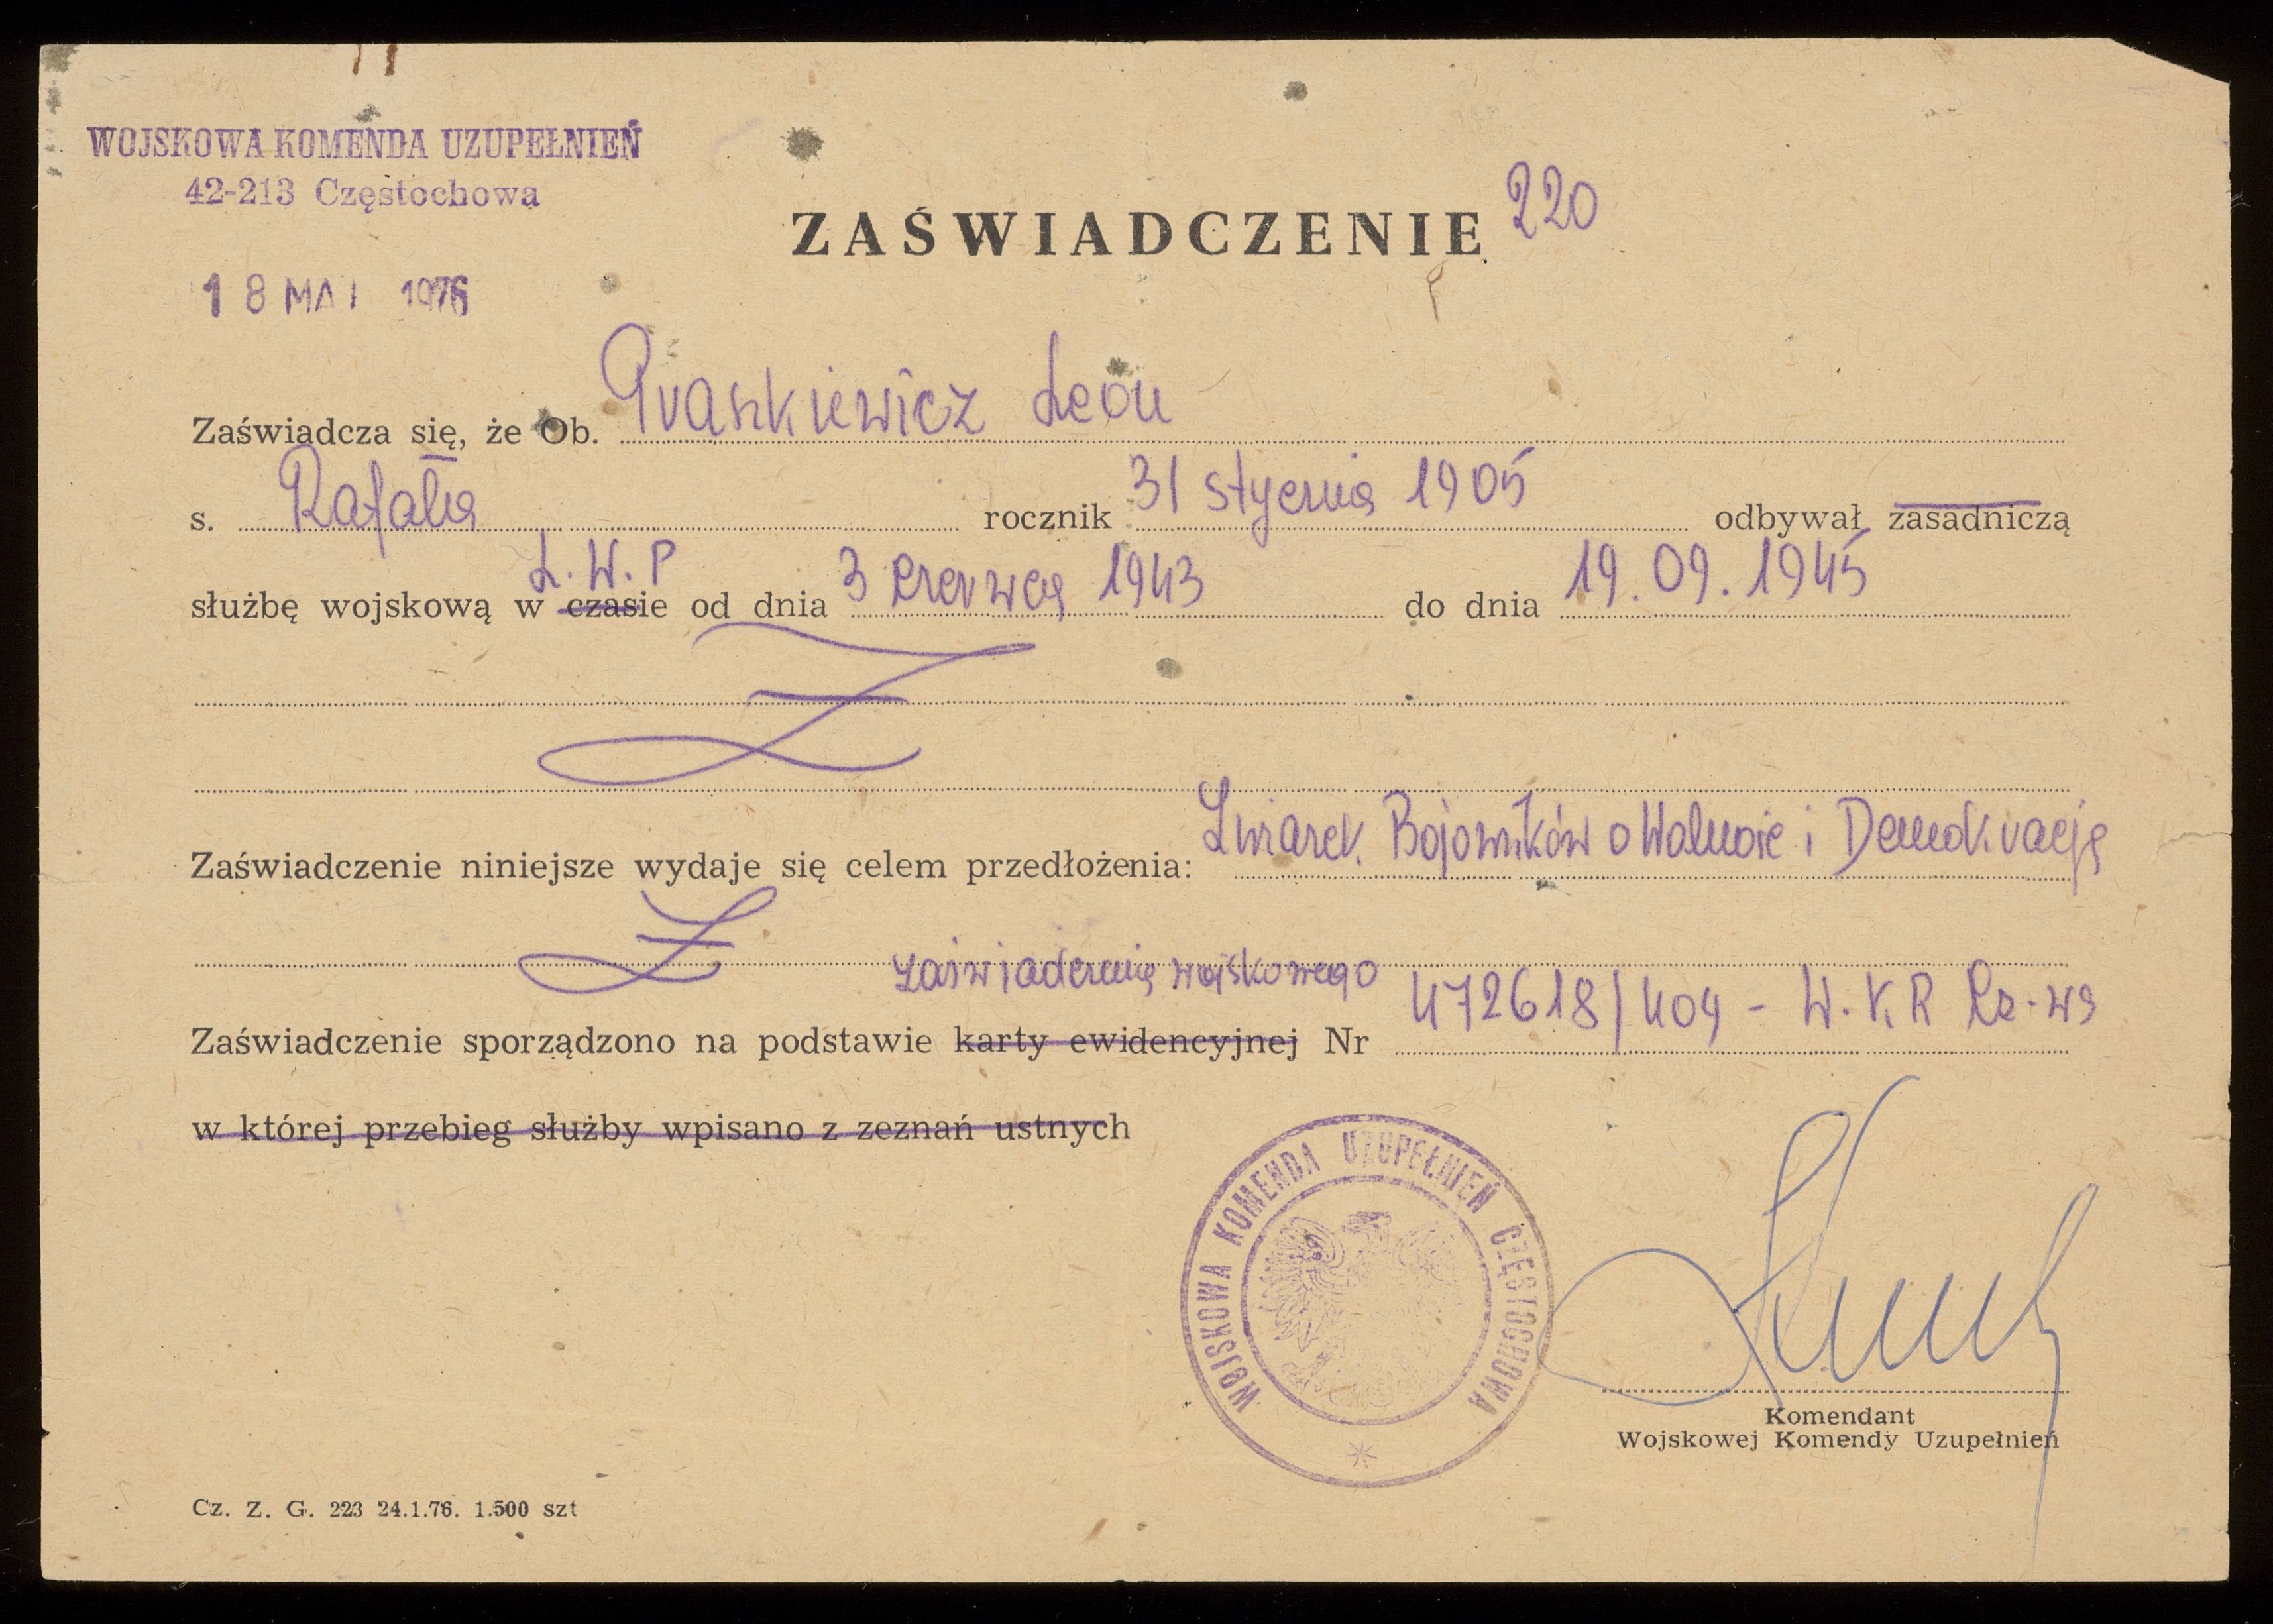 WOJSKOWA KOMENDA UZUPEŁNIEŃ
42-213 Częstochowa
18 MAJ 1976
ZAŚWIADCZENIE 220
Zaświadcza się, że Ob. Praszkiewicz Leon
s. Rafała rocznik 31 stycznia 1905 odbywał zasadniczą
L.W.P
służbę wojskową w czasie od dnia 3 czerwca 1943 do dnia 19.09.1945
Zaświadczenie niniejsze wydaje się celem przedłożenia: Związek Bojowników o Wolność i Demokrację
zaświadczenia wojskowego
Zaświadczenie sporządzono na podstawie karty ewidencyjnej Nr 472618/404 - W.K.R
w której przebieg służby wpisano z zeznań ustnych
WOJSKOWA KOMENDA UZUPEŁNIEŃ CZĘSTOCHOWA
Komendant
Wojskowej Komendy Uzupełnień
Cz. Z. G. 223 24.1.76. 1.500 szt